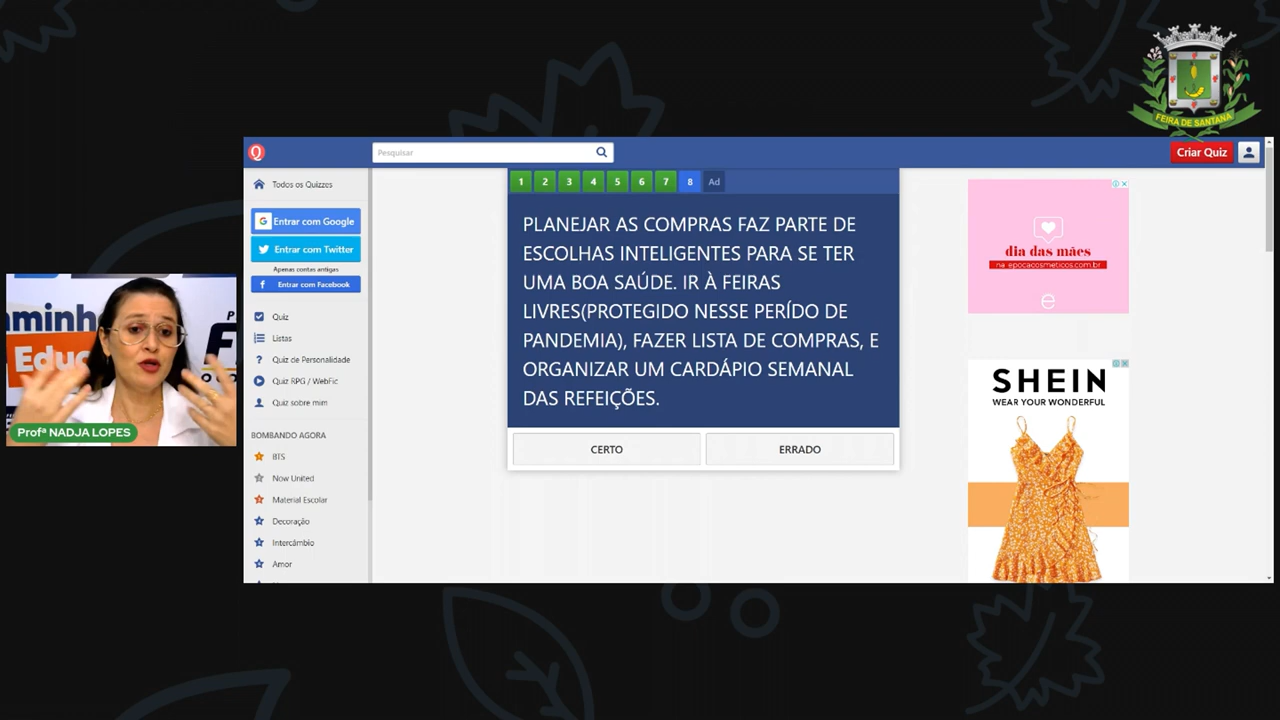 FEIRA DE SANTANA
Q
Pesquisar
Criar Quiz
Todos os Quizzes
G Entrar com Google
Entrar com Twitter
Apenas contas antigas
f Entrar com Facebook
Quiz
Listas
? Quiz de Personalidade
Quiz RPG / WebFic
Quiz sobre mim
BOMBANDO AGORA
BTS
Now United
Material Escolar
Decoração
Intercâmbio
Amor
1 2 3 4 5 6 7 8 Ad
PLANEJAR AS COMPRAS FAZ PARTE DE
ESCOLHAS INTELIGENTES PARA SE TER
UMA BOA SAÚDE. IR À FEIRAS
LIVRES(PROTEGIDO NESSE PERÍDO DE
PANDEMIA), FAZER LISTA DE COMPRAS, E
ORGANIZAR UM CARDÁPIO SEMANAL
DAS REFEIÇÕES.
CERTO
ERRADO
dia das mães
na epocacosmeticos.com.br
e
SHEIN
WEAR YOUR WONDERFUL
aminh
Educ
Profª NADJA LOPES